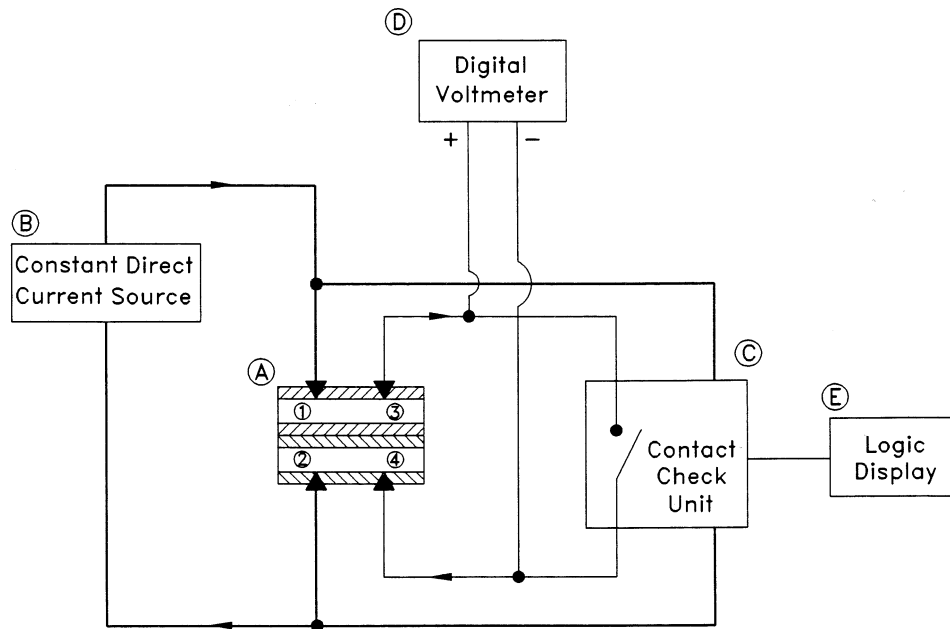 D
Digital
Voltmeter
+ −
B
Constant Direct
Current Source
A
C
1 3
2 4
E
Contact
Check
Unit
Logic
Display